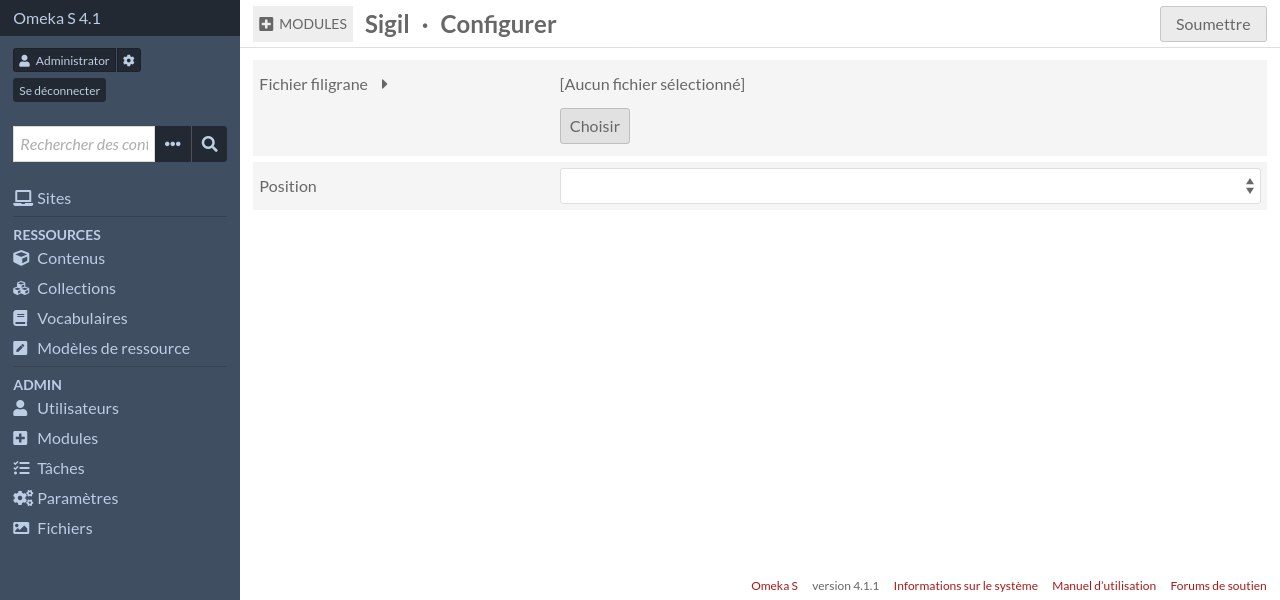 Omeka S 4.1
Administrator
Se déconnecter
Rechercher des cont
Sites
RESSOURCES
Contenus
Collections
Vocabulaires
Modèles de ressource
ADMIN
Utilisateurs
Modules
Tâches
Paramètres
Fichiers
MODULES Sigil · Configurer Soumettre
Fichier filigrane [Aucun fichier sélectionné]
Choisir
Position
Omeka S version 4.1.1 Informations sur le système Manuel d'utilisation Forums de soutien